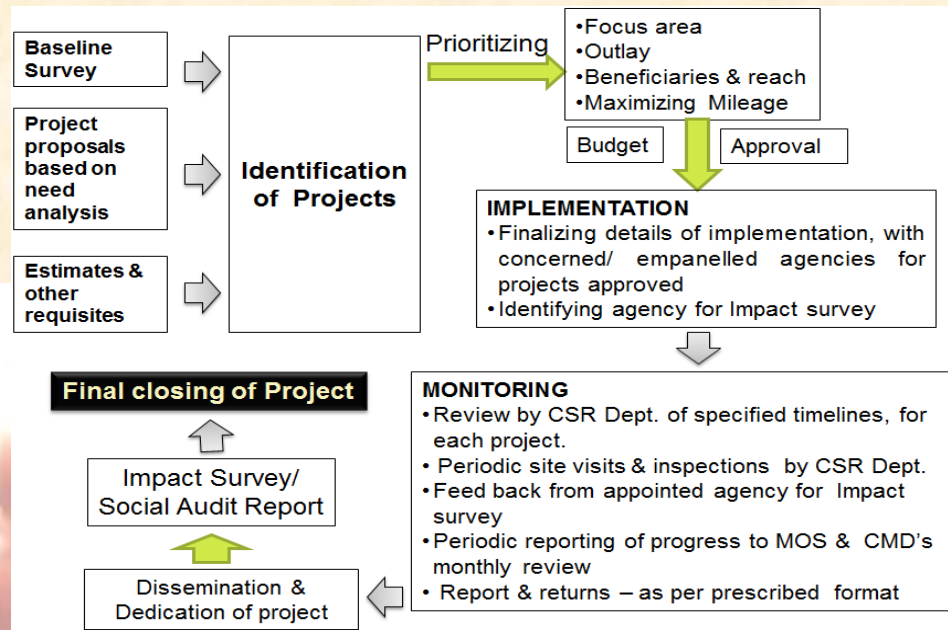 Baseline
Survey
Project
proposals
based on
need
analysis
Estimates &
other
requisites
Identification
of Projects
Prioritizing
•Focus area
•Outlay
•Beneficiaries & reach
•Maximizing Mileage
Budget
Approval
IMPLEMENTATION
•Finalizing details of implementation, with
concerned/ empanelled agencies for
projects approved
•Identifying agency for Impact survey
MONITORING
•Review by CSR Dept. of specified timelines, for
each project.
•Periodic site visits & inspections by CSR Dept.
•Feed back from appointed agency for Impact
survey
•Periodic reporting of progress to MOS & CMD's
monthly review
• Report & returns – as per prescribed format
Dissemination &
Dedication of project
Impact Survey/
Social Audit Report
Final closing of Project